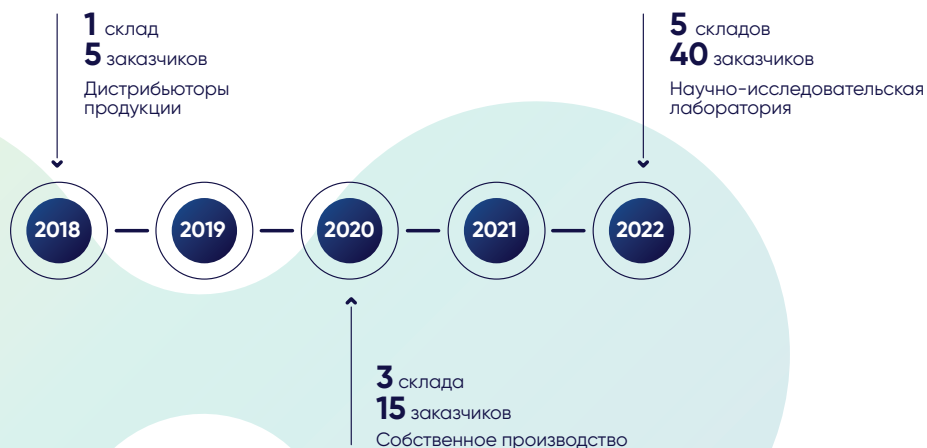 1 склад
5 заказчиков
Дистрибьюторы
продукции
5 складов
40 заказчиков
Научно-исследовательская
лаборатория
2018
2019
2020
2021
2022
3 склада
15 заказчиков
Собственное производство